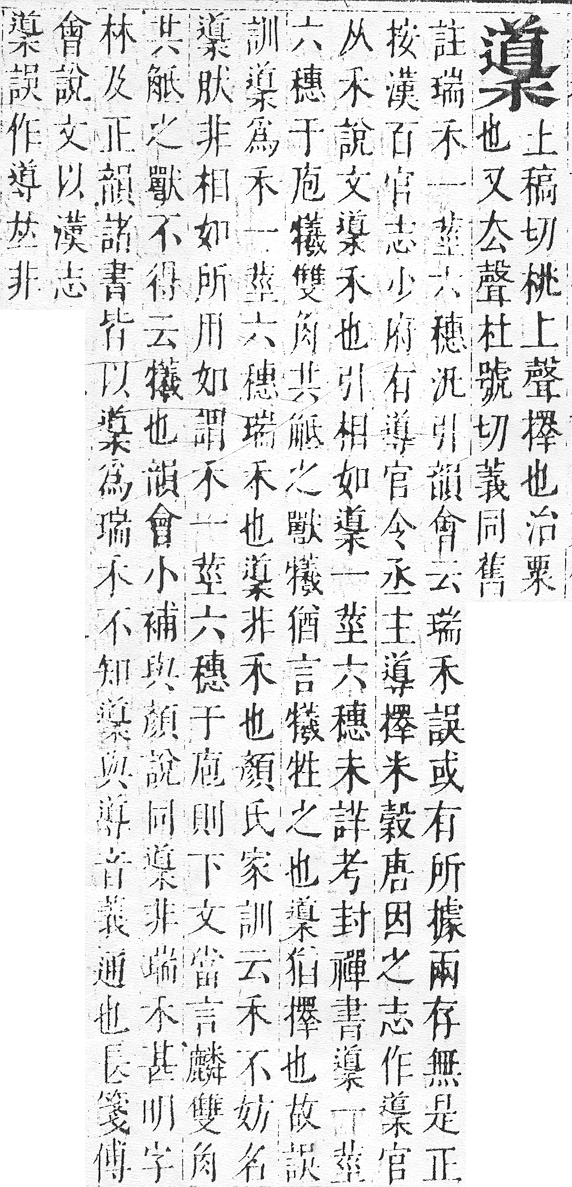 䆃上稿切桃上聲擇也治粟
也又厺聲杜號切義同舊
註瑞禾一莖六穗汎引韻會云瑞禾誤或有所據兩存無是正
按漢百官志少府有導官令丞主導擇米榖唐因之志作䆃官
从禾說文䆃禾也引相如䆃一莖六穗未詳考封禪書䆃一莖
六穗于庖犧雙角共觝之獸犧猶言犧牲之也䆃猶擇也故誤
訓䆃爲禾一莖六穗瑞禾也䆃非禾也顏氏家訓云禾不妨名
䆃肰非相如所用如謂禾一莖六穗于庖則下文當言麟雙角
共觝之獸不得云犧也韻會小補與顏說同䆃非瑞禾甚明字
林及正韻諸書皆以䆃爲瑞禾不知䆃與導音義通也長箋傅
會說文以漢志
䆃誤作導𠀤非